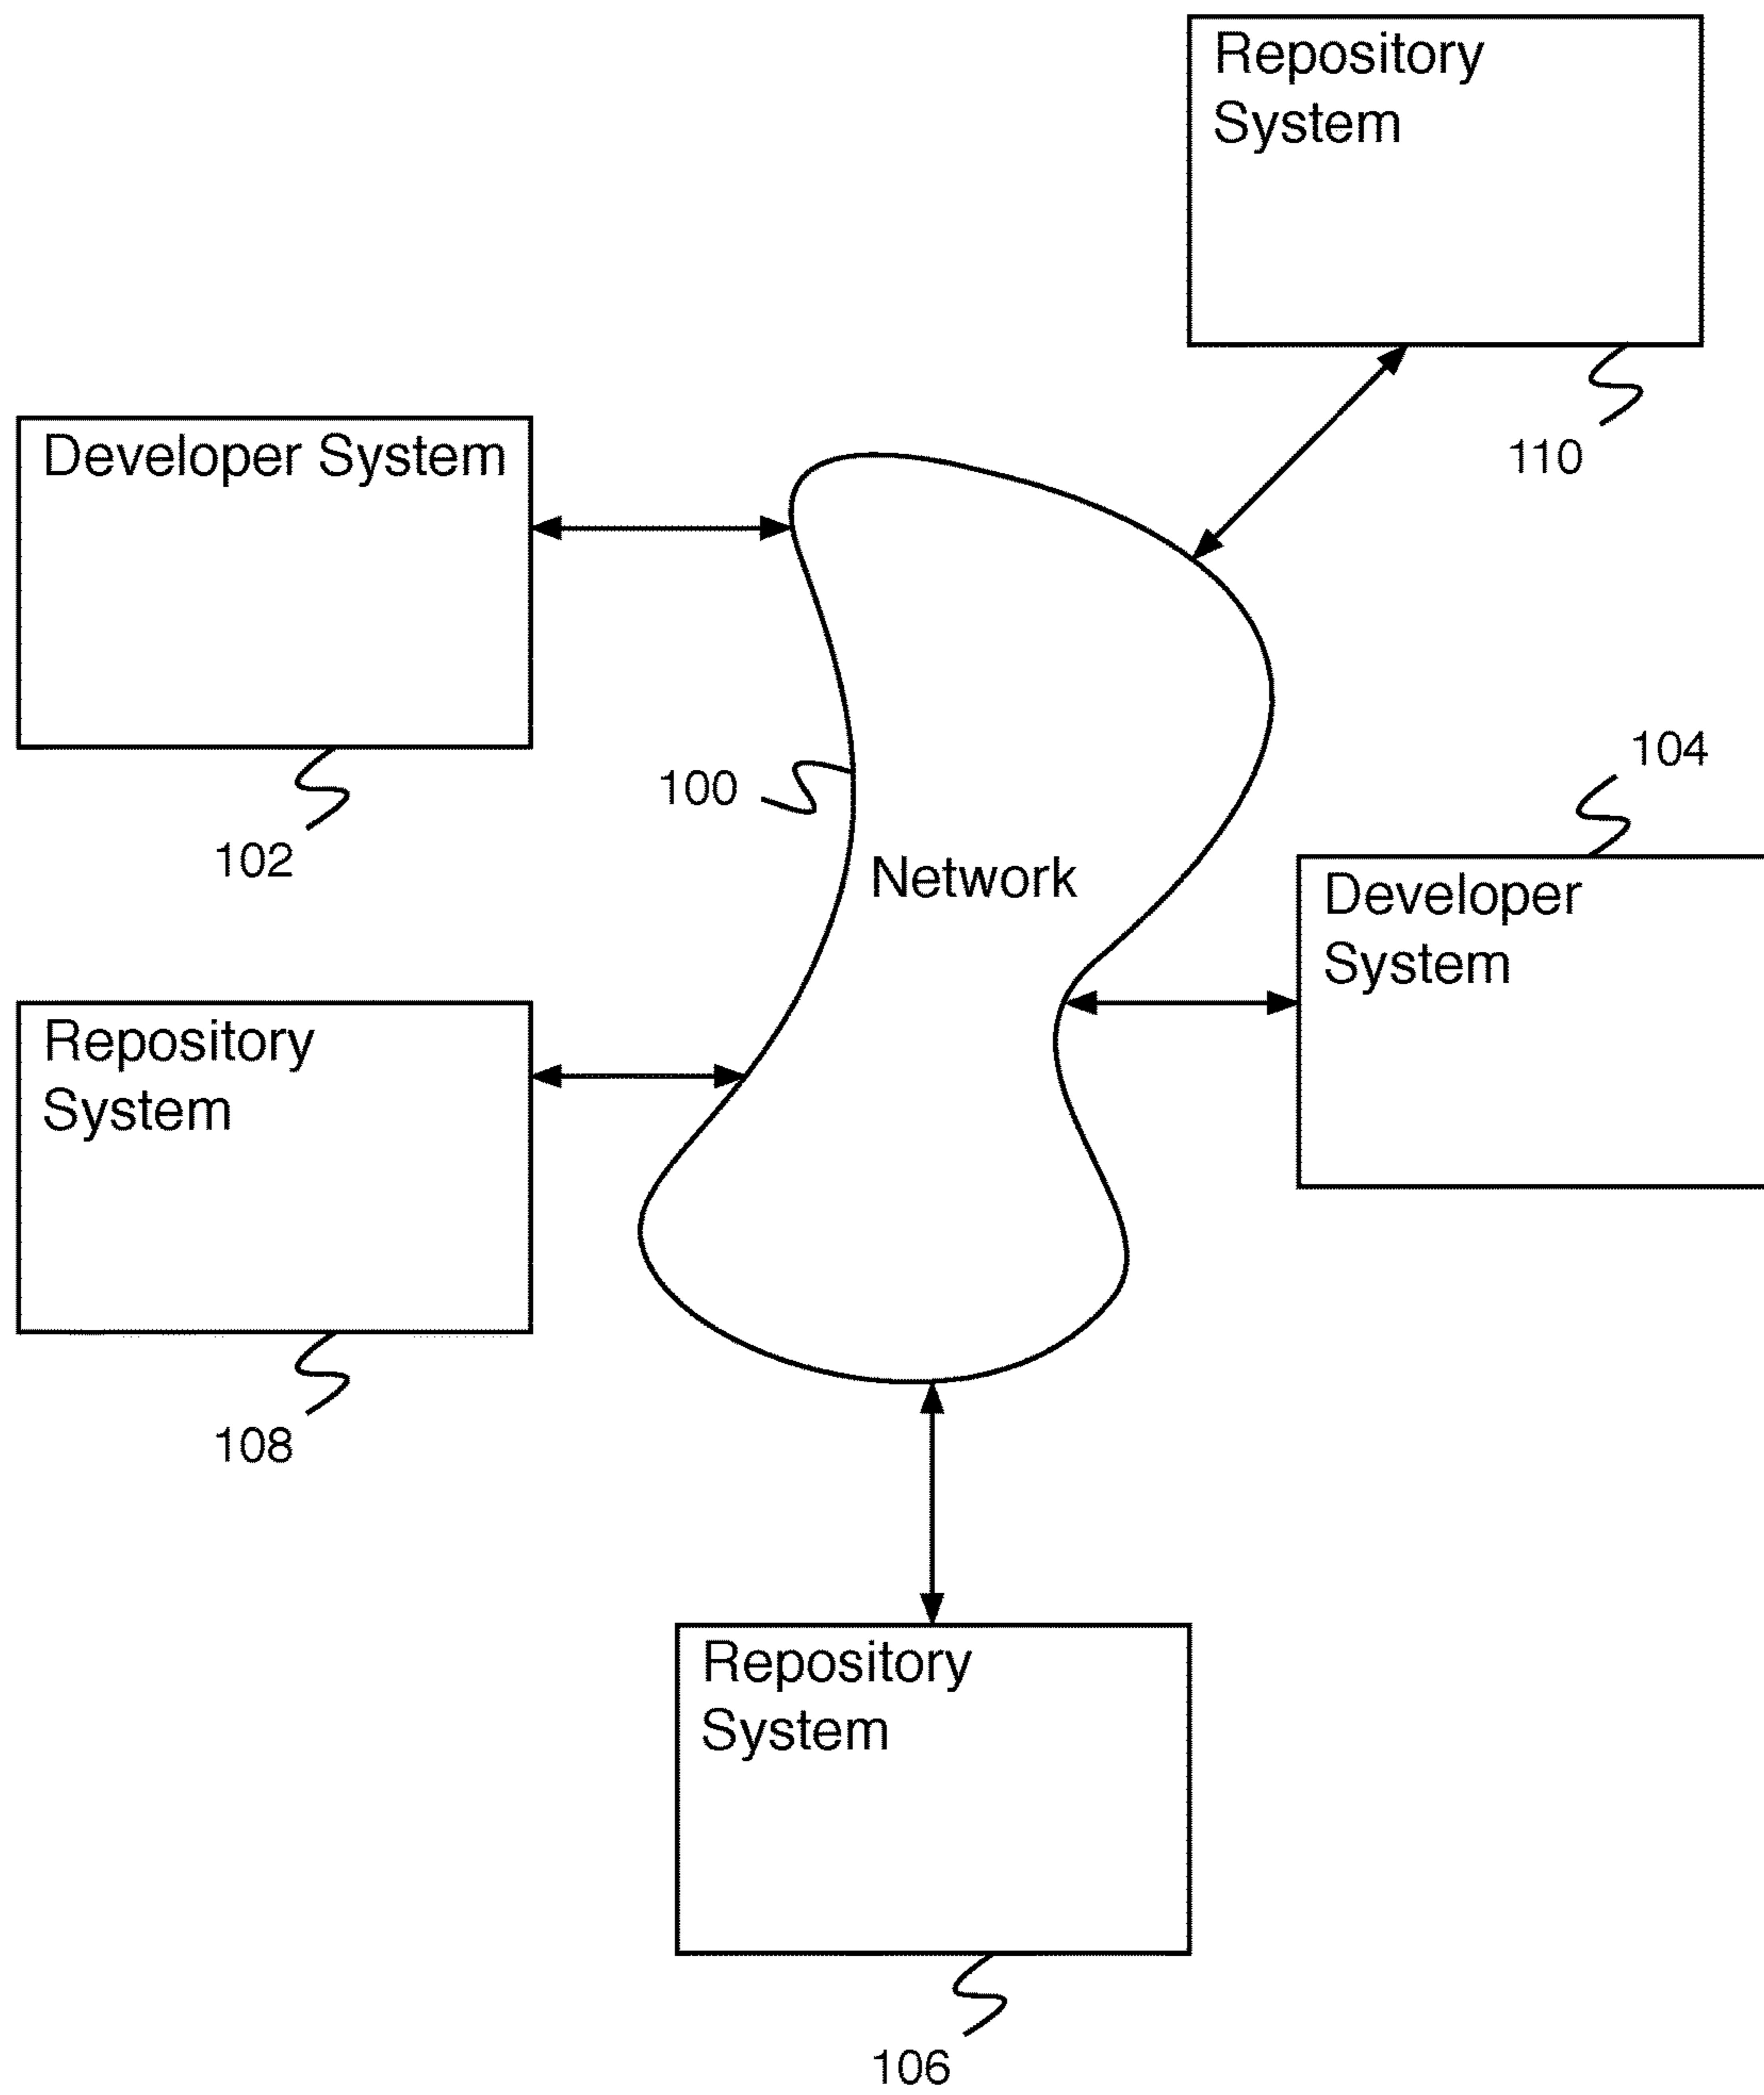 Repository
System
110
Developer System
102
100
Network
104
Developer
System
Repository
System
108
Repository
System
106